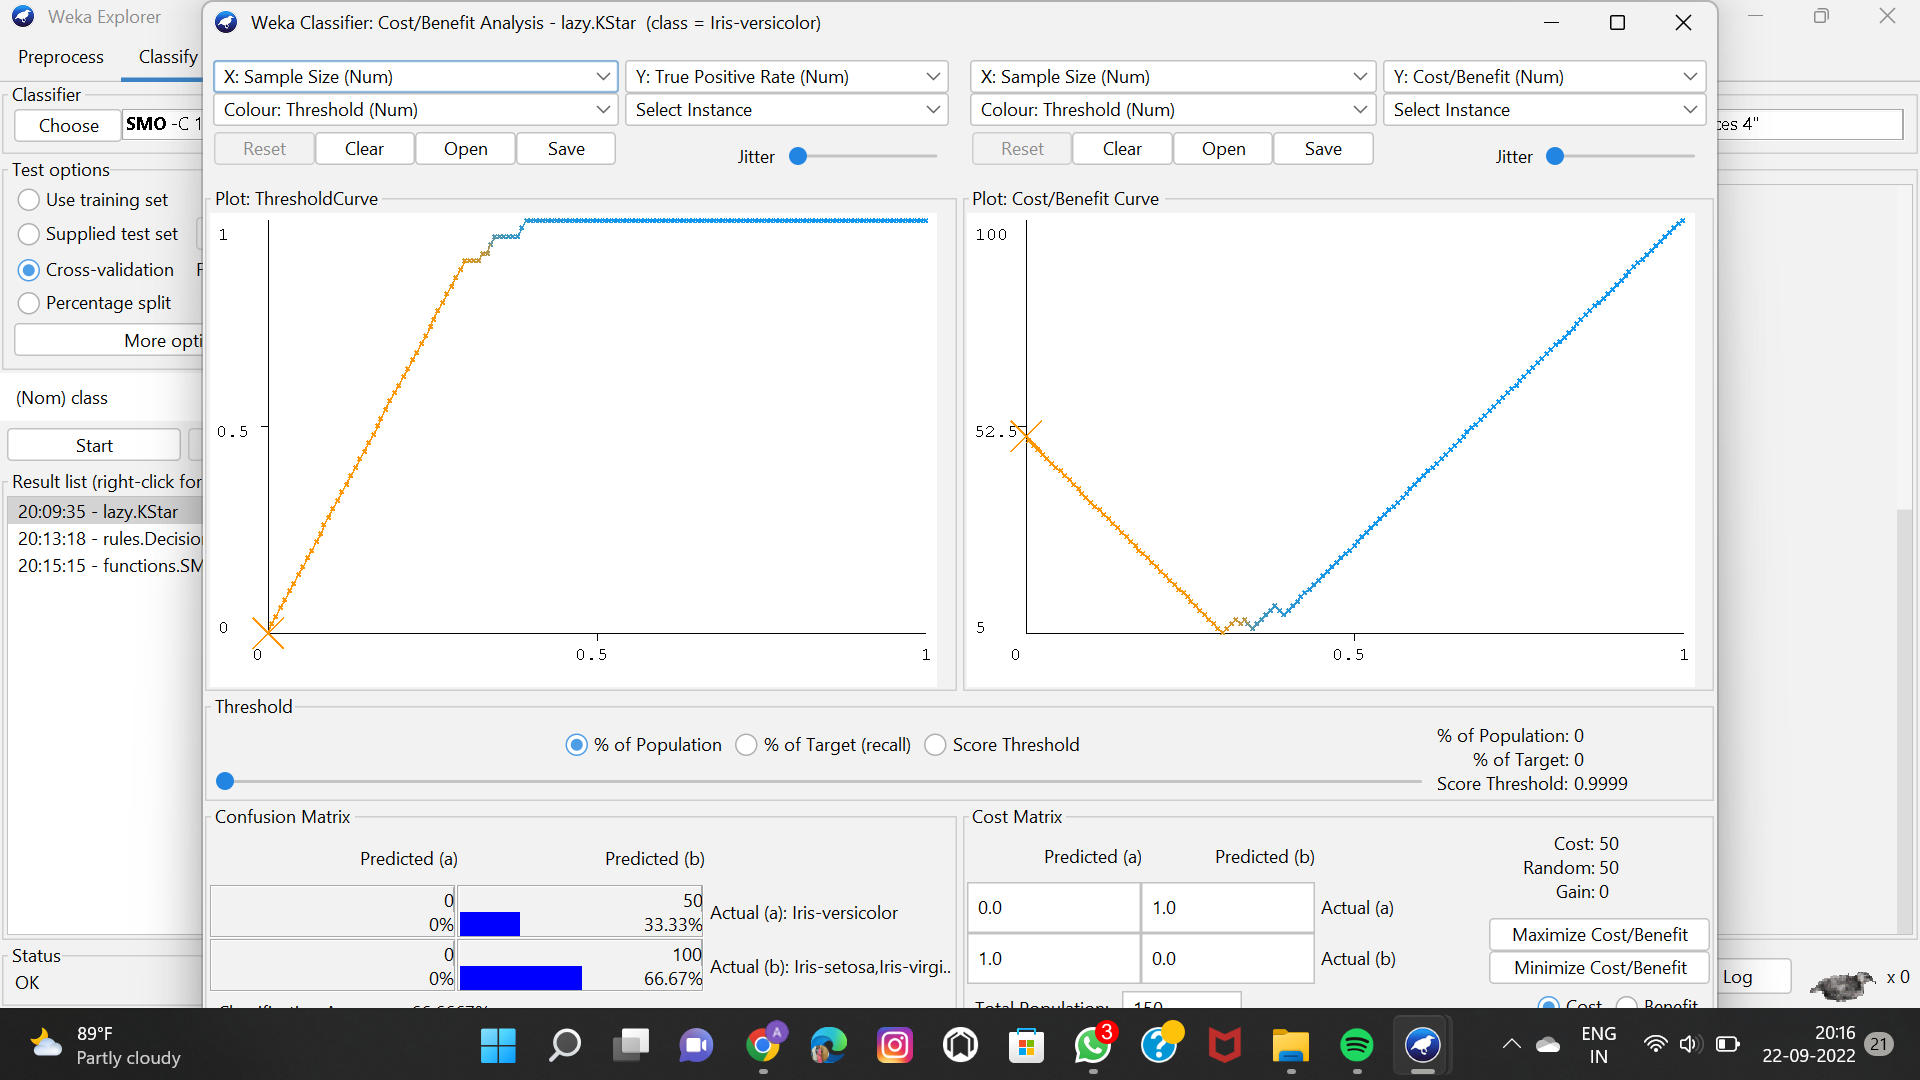 Weka Explorer
Weka Classifier: Cost/Benefit Analysis - lazy.KStar (class = Iris-versicolor)
Preprocess Classify
X: Sample Size (Num) Y: True Positive Rate (Num) X: Sample Size (Num) Y: Cost/Benefit (Num)
Classifier
Colour: Threshold (Num) Select Instance Colour: Threshold (Num) Select Instance
Choose SMO -C 1 ces 4"
Reset Clear Open Save Jitter Reset Clear Open Save Jitter
Test options
Use training set
Supplied test set
Cross-validation F
Percentage split
More opti
(Nom) class
Start
Result list (right-click for
20:09:35 - lazy.KStar
20:13:18 - rules.Decision
20:15:15 - functions.SM
Status
OK
Plot: ThresholdCurve
1
0.5
0
0 0.5 1
Plot: Cost/Benefit Curve
100
52.5
5
0 0.5 1
Threshold
% of Population % of Target (recall) Score Threshold
% of Population: 0
% of Target: 0
Score Threshold: 0.9999
Confusion Matrix
Predicted (a) Predicted (b)
0 50
0% 33.33% Actual (a): Iris-versicolor
0 100
0% 66.67% Actual (b): Iris-setosa,Iris-virgi..
Cost Matrix
Predicted (a) Predicted (b)
0.0 1.0 Actual (a)
1.0 0.0 Actual (b)
Total Population: 150
Cost: 50
Random: 50
Gain: 0
Maximize Cost/Benefit
Minimize Cost/Benefit
Cost Benefit
Log x 0
89°F
Partly cloudy
A
3
ENG
IN
20:16
22-09-2022
21